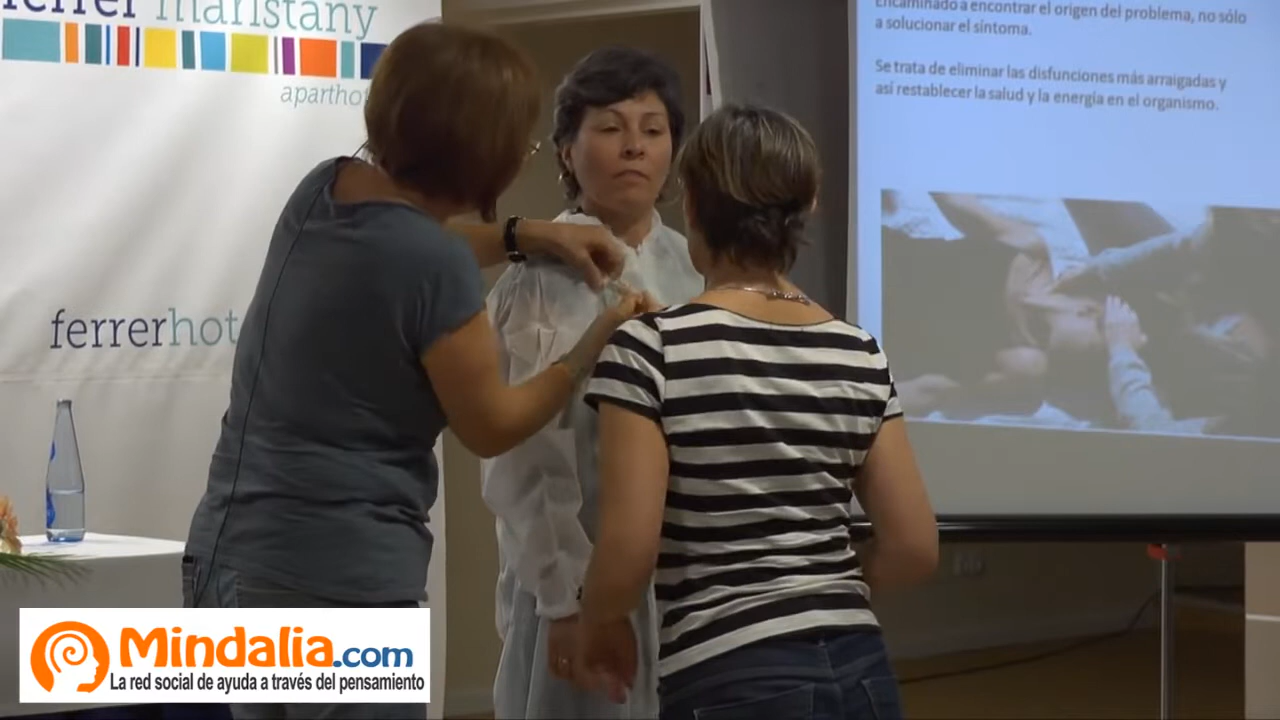 ferrer maristany
apartho
ferrerhot
Encaminado a encontrar el origen del problema, no sólo
a solucionar el síntoma.
Se trata de eliminar las disfunciones más arraigadas y
así restablecer la salud y la energía en el organismo.
Mindalia.com
La red social de ayuda a través del pensamiento